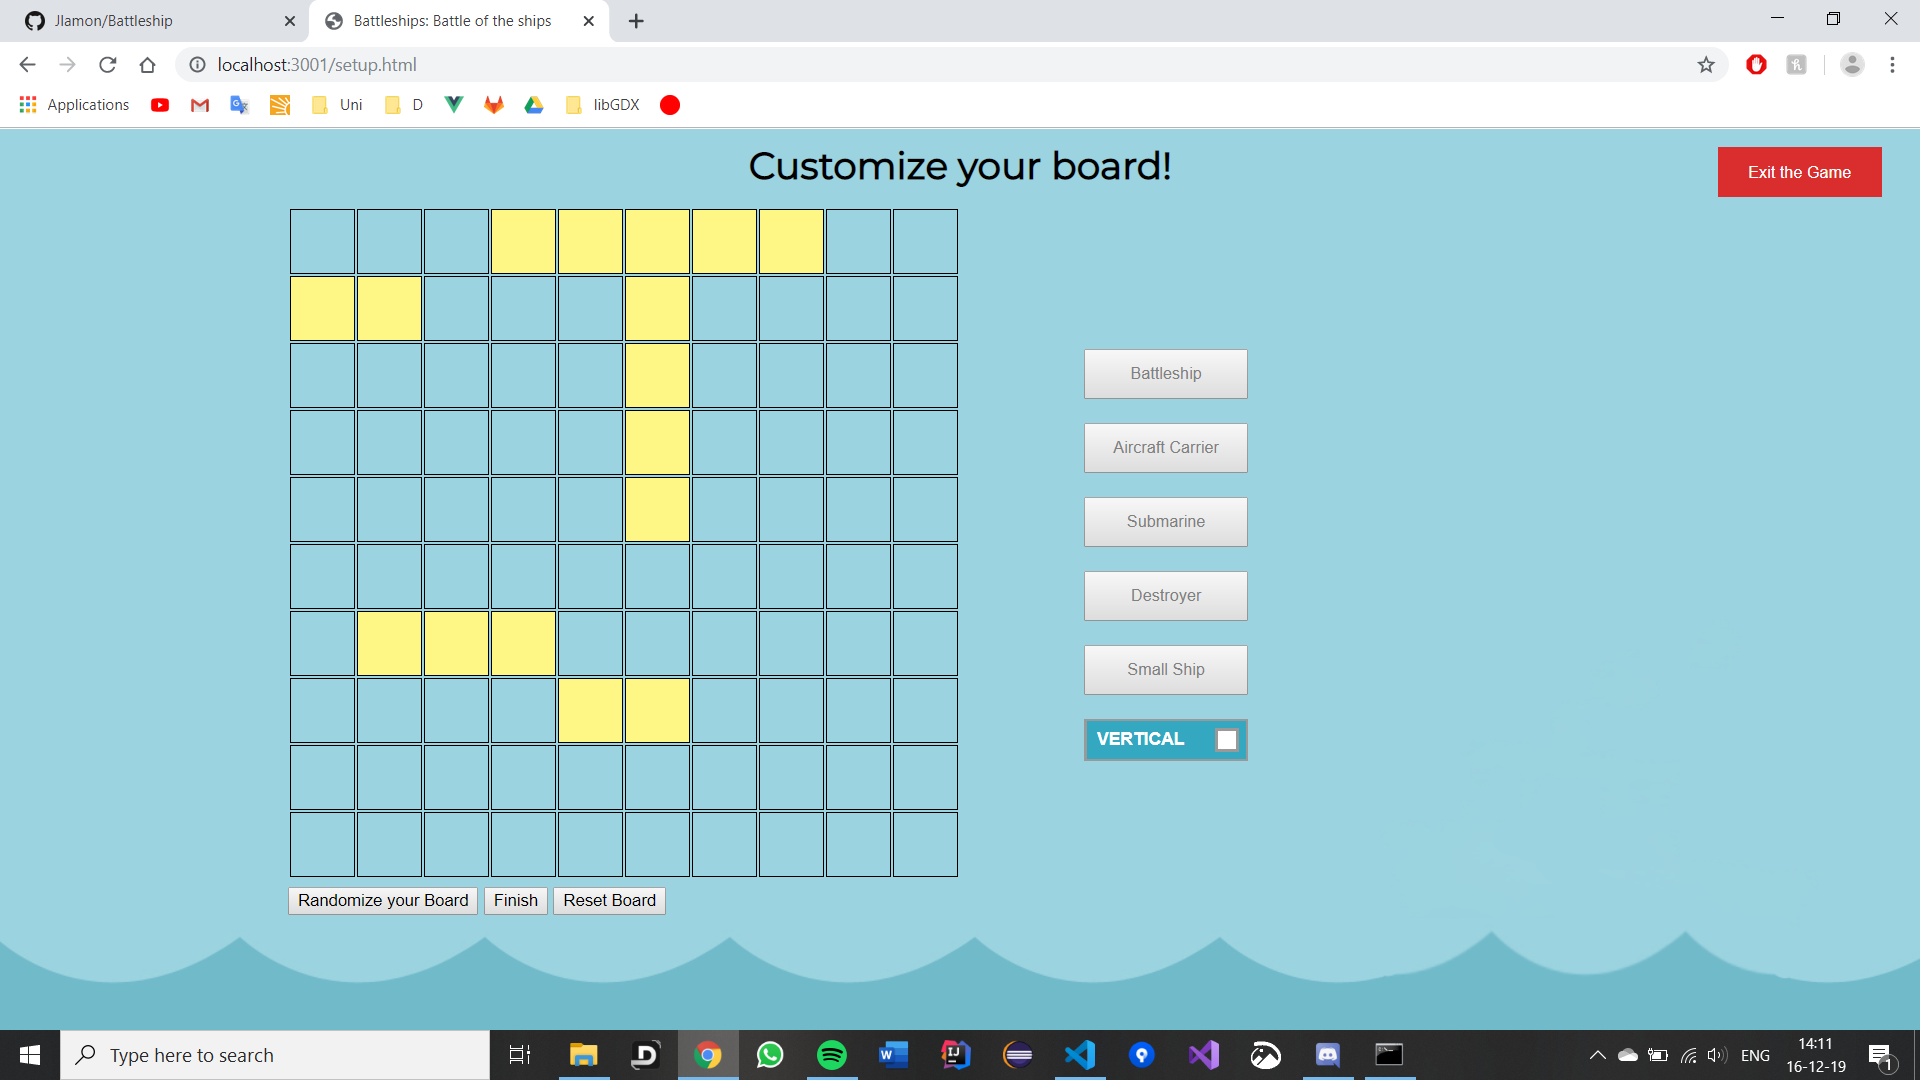 Jlamon/Battleship
Battleships: Battle of the ships
localhost:3001/setup.html
Applications
Uni
D
libGDX
Customize your board!
Exit the Game
Battleship
Aircraft Carrier
Submarine
Destroyer
Small Ship
VERTICAL
Randomize your Board
Finish
Reset Board
Type here to search
ENG
14:11
16-12-19
1